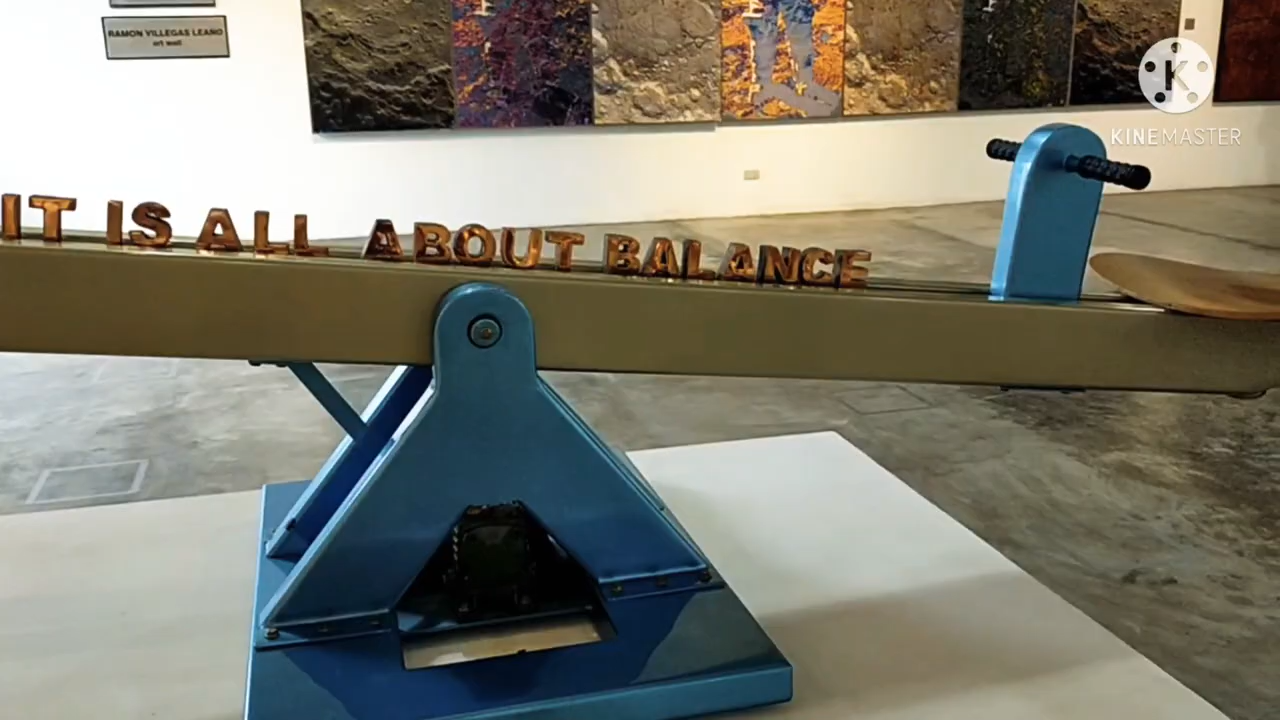 RAMON VILLEGAS LEANO
art wall
K
KINEMASTER
IT IS ALL ABOUT BALANCE